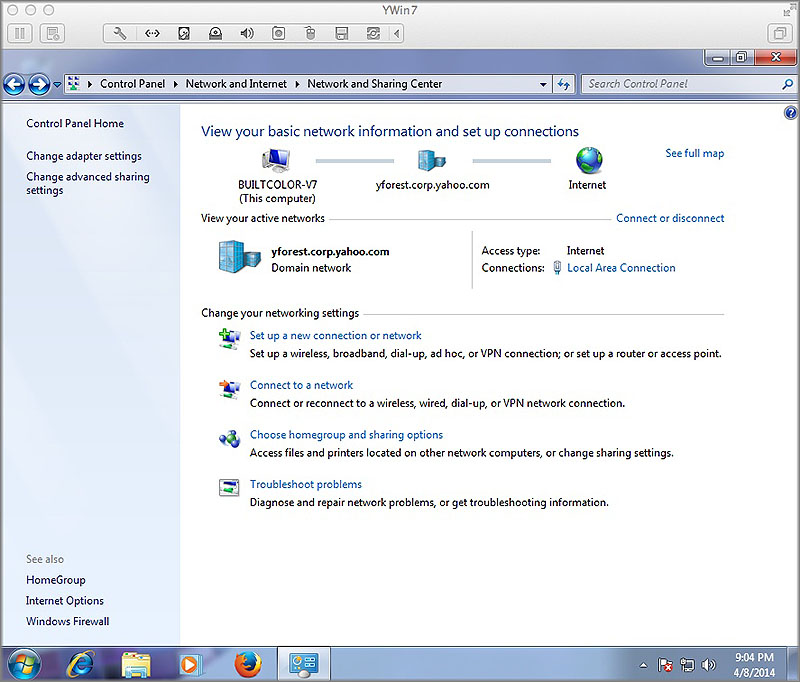 YWin7
Control Panel
Network and Internet
Network and Sharing Center
Search Control Panel
Control Panel Home
Change adapter settings
Change advanced sharing
settings
View your basic network information and set up connections
BUILTCOLOR-V7
(This computer)
yforest.corp.yahoo.com
Internet
See full map
View your active networks
Connect or disconnect
yforest.corp.yahoo.com
Domain network
Access type: Internet
Connections: Local Area Connection
Change your networking settings
Set up a new connection or network
Set up a wireless, broadband, dial-up, ad hoc, or VPN connection; or set up a router or access point.
Connect to a network
Connect or reconnect to a wireless, wired, dial-up, or VPN network connection.
Choose homegroup and sharing options
Access files and printers located on other network computers, or change sharing settings.
Troubleshoot problems
Diagnose and repair network problems, or get troubleshooting information.
See also
HomeGroup
Internet Options
Windows Firewall
9:04 PM
4/8/2014